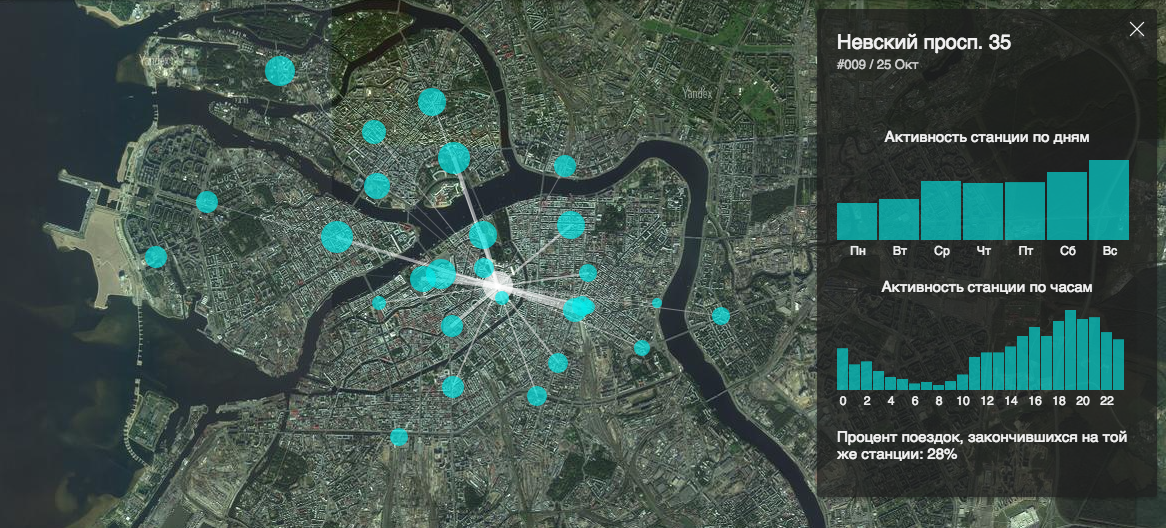 Yandex
Yandex
Невский просп. 35
#009 / 25 Окт
Активность станции по дням
Пн Вт Ср Чт Пт Сб Вс
Активность станции по часам
0 2 4 6 8 10 12 14 16 18 20 22
Процент поездок, закончившихся на той
же станции: 28%